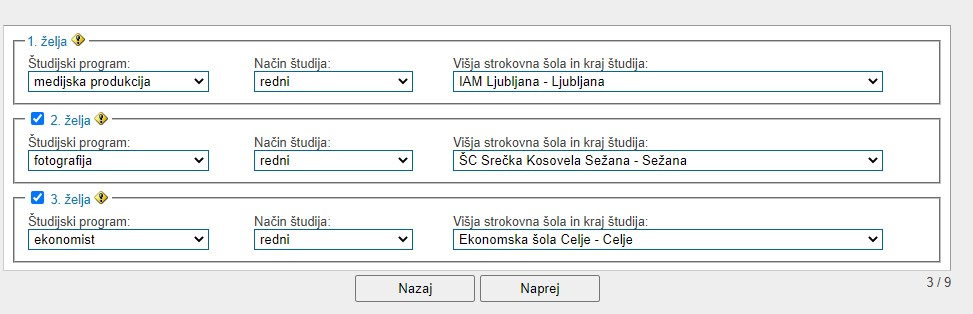 1. želja
Študijski program: Način študija: Višja strokovna šola in kraj študija:
medijska produkcija redni IAM Ljubljana - Ljubljana
2. želja
Študijski program: Način študija: Višja strokovna šola in kraj študija:
fotografija redni ŠC Srečka Kosovela Sežana - Sežana
3. želja
Študijski program: Način študija: Višja strokovna šola in kraj študija:
ekonomist redni Ekonomska šola Celje - Celje
Nazaj Naprej 3 / 9